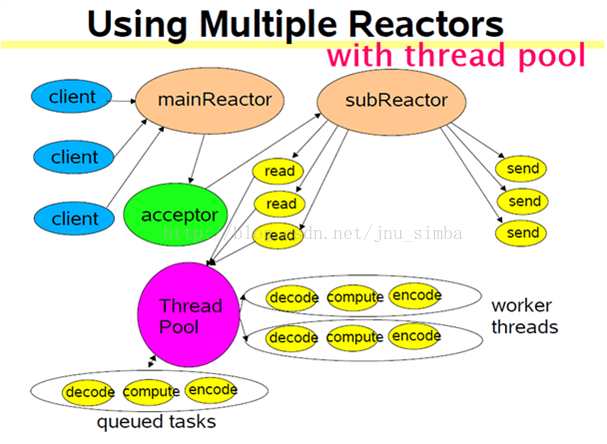 Using Multiple Reactors
with thread pool
client
mainReactor
subReactor
client
read
send
client
acceptor
read
send
read
send
http://blog.csdn.net/jnu_simba
Thread
Pool
decode compute encode
worker
threads
decode compute encode
decode compute encode
queued tasks